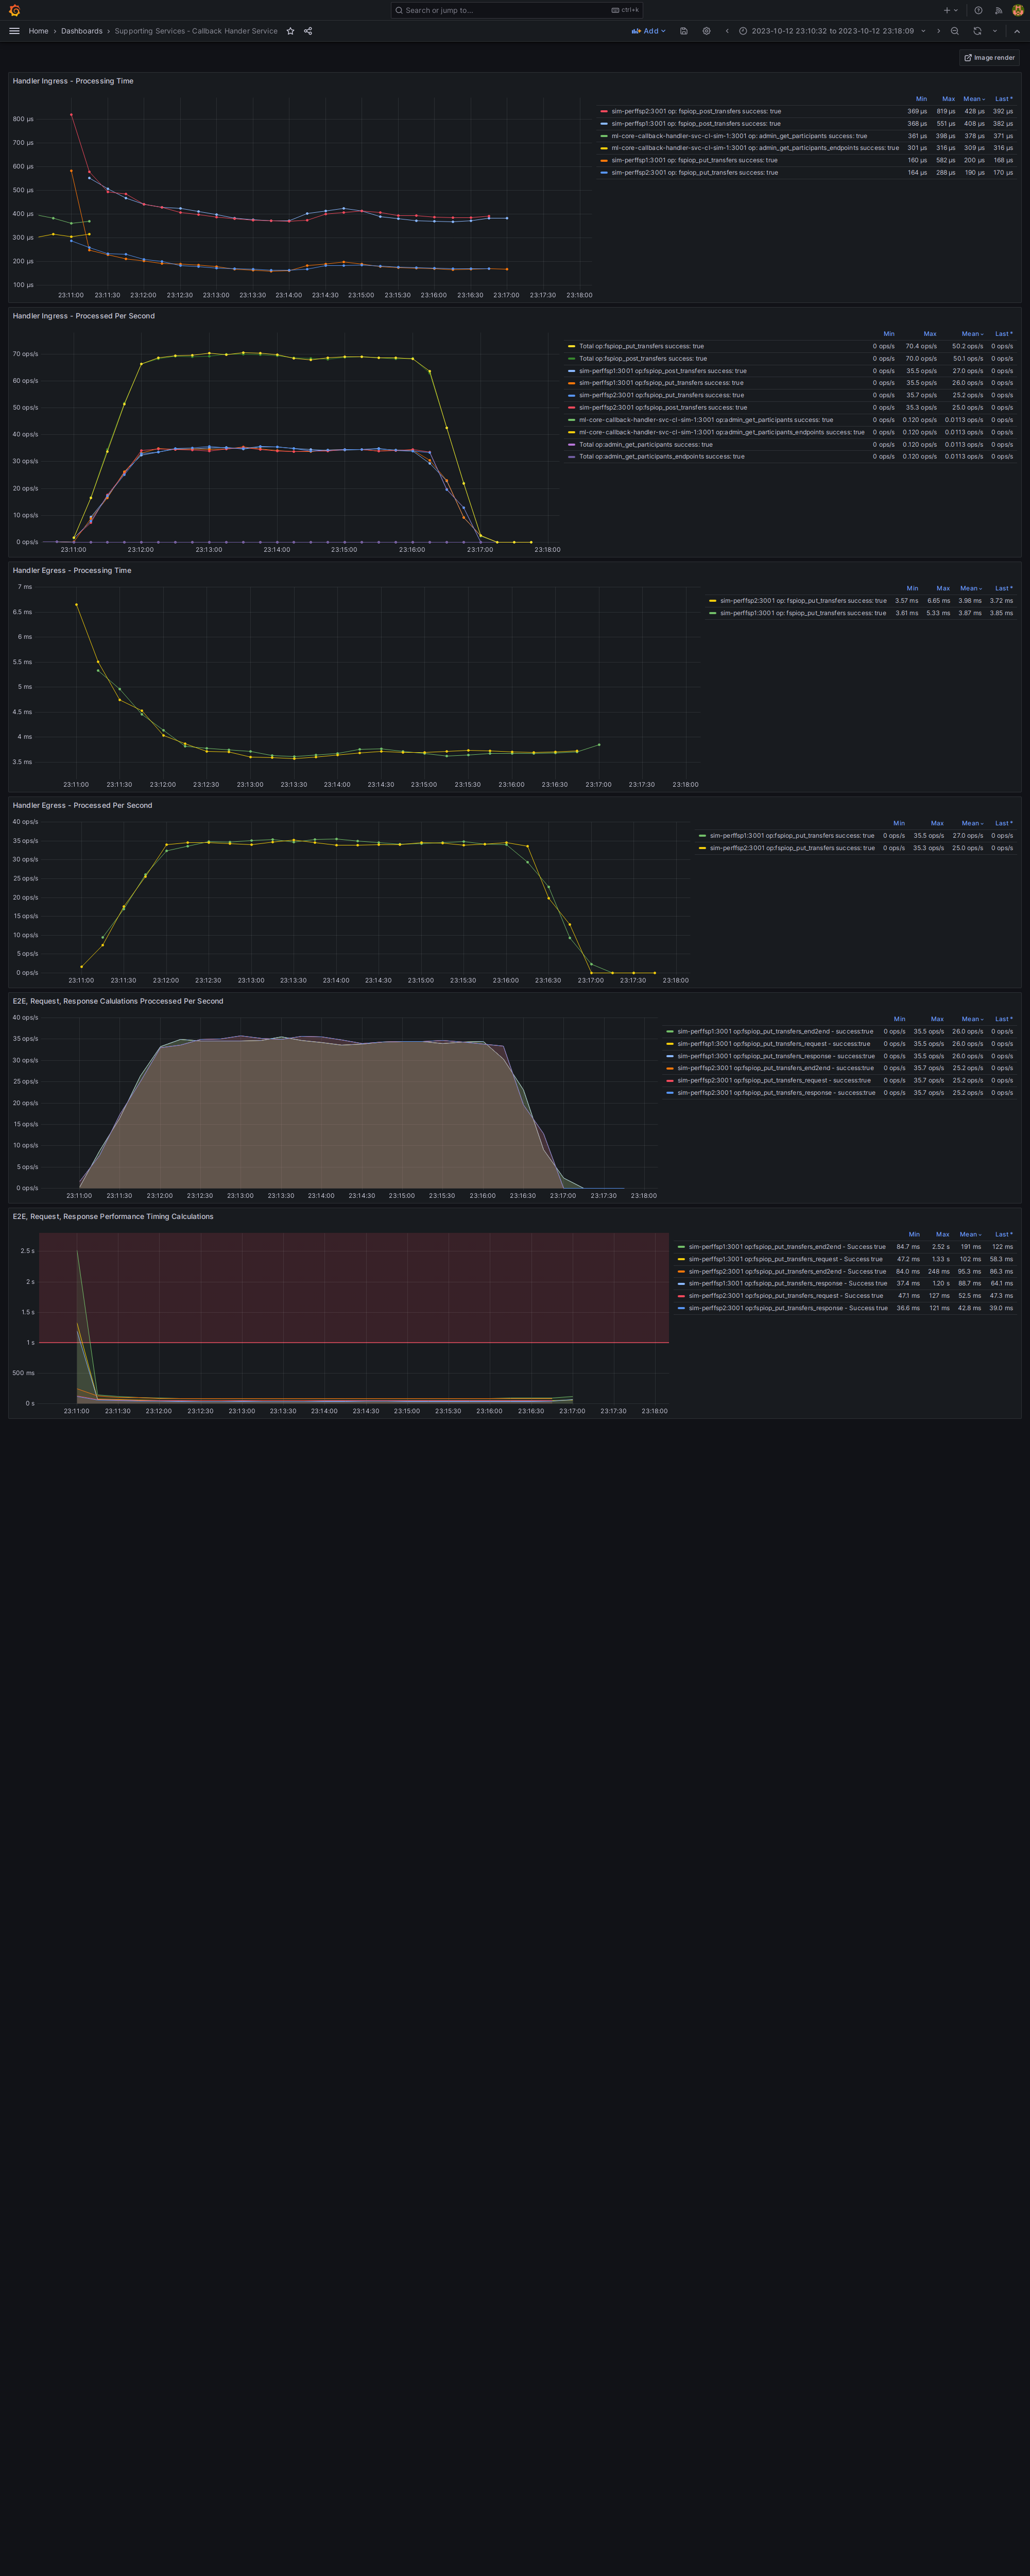 Search or jump to...
ctrl+k
Home › Dashboards › Supporting Services - Callback Hander Service
Add
2023-10-12 23:10:32 to 2023-10-12 23:18:09
Image render
Handler Ingress - Processing Time
800 µs
700 µs
600 µs
500 µs
400 µs
300 µs
200 µs
100 µs
23:11:00 23:11:30 23:12:00 23:12:30 23:13:00 23:13:30 23:14:00 23:14:30 23:15:00 23:15:30 23:16:00 23:16:30 23:17:00 23:17:30 23:18:00
Min Max Mean Last *
sim-perffsp2:3001 op: fspiop_post_transfers success: true 369 µs 819 µs 428 µs 392 µs
sim-perffsp1:3001 op: fspiop_post_transfers success: true 368 µs 551 µs 408 µs 382 µs
ml-core-callback-handler-svc-cl-sim-1:3001 op: admin_get_participants success: true 361 µs 398 µs 378 µs 371 µs
ml-core-callback-handler-svc-cl-sim-1:3001 op: admin_get_participants_endpoints success: true 301 µs 316 µs 309 µs 316 µs
sim-perffsp1:3001 op: fspiop_put_transfers success: true 160 µs 582 µs 200 µs 168 µs
sim-perffsp2:3001 op: fspiop_put_transfers success: true 164 µs 288 µs 190 µs 170 µs
Handler Ingress - Processed Per Second
70 ops/s
60 ops/s
50 ops/s
40 ops/s
30 ops/s
20 ops/s
10 ops/s
0 ops/s
23:11:00 23:12:00 23:13:00 23:14:00 23:15:00 23:16:00 23:17:00 23:18:00
Min Max Mean Last *
Total op:fspiop_put_transfers success: true 0 ops/s 70.4 ops/s 50.2 ops/s 0 ops/s
Total op:fspiop_post_transfers success: true 0 ops/s 70.0 ops/s 50.1 ops/s 0 ops/s
sim-perffsp1:3001 op:fspiop_post_transfers success: true 0 ops/s 35.5 ops/s 27.0 ops/s 0 ops/s
sim-perffsp1:3001 op:fspiop_put_transfers success: true 0 ops/s 35.5 ops/s 26.0 ops/s 0 ops/s
sim-perffsp2:3001 op:fspiop_put_transfers success: true 0 ops/s 35.7 ops/s 25.2 ops/s 0 ops/s
sim-perffsp2:3001 op:fspiop_post_transfers success: true 0 ops/s 35.3 ops/s 25.0 ops/s 0 ops/s
ml-core-callback-handler-svc-cl-sim-1:3001 op:admin_get_participants success: true 0 ops/s 0.120 ops/s 0.0113 ops/s 0 ops/s
ml-core-callback-handler-svc-cl-sim-1:3001 op:admin_get_participants_endpoints success: true 0 ops/s 0.120 ops/s 0.0113 ops/s 0 ops/s
Total op:admin_get_participants success: true 0 ops/s 0.120 ops/s 0.0113 ops/s 0 ops/s
Total op:admin_get_participants_endpoints success: true 0 ops/s 0.120 ops/s 0.0113 ops/s 0 ops/s
Handler Egress - Processing Time
7 ms
6.5 ms
6 ms
5.5 ms
5 ms
4.5 ms
4 ms
3.5 ms
23:11:00 23:11:30 23:12:00 23:12:30 23:13:00 23:13:30 23:14:00 23:14:30 23:15:00 23:15:30 23:16:00 23:16:30 23:17:00 23:17:30 23:18:00
Min Max Mean Last *
sim-perffsp2:3001 op: fspiop_put_transfers success: true 3.57 ms 6.65 ms 3.98 ms 3.72 ms
sim-perffsp1:3001 op: fspiop_put_transfers success: true 3.61 ms 5.33 ms 3.87 ms 3.85 ms
Handler Egress - Processed Per Second
40 ops/s
35 ops/s
30 ops/s
25 ops/s
20 ops/s
15 ops/s
10 ops/s
5 ops/s
0 ops/s
23:11:00 23:11:30 23:12:00 23:12:30 23:13:00 23:13:30 23:14:00 23:14:30 23:15:00 23:15:30 23:16:00 23:16:30 23:17:00 23:17:30 23:18:00
Min Max Mean Last *
sim-perffsp1:3001 op:fspiop_put_transfers success: true 0 ops/s 35.5 ops/s 27.0 ops/s 0 ops/s
sim-perffsp2:3001 op:fspiop_put_transfers success: true 0 ops/s 35.3 ops/s 25.0 ops/s 0 ops/s
E2E, Request, Response Calulations Proccessed Per Second
40 ops/s
35 ops/s
30 ops/s
25 ops/s
20 ops/s
15 ops/s
10 ops/s
5 ops/s
0 ops/s
23:11:00 23:11:30 23:12:00 23:12:30 23:13:00 23:13:30 23:14:00 23:14:30 23:15:00 23:15:30 23:16:00 23:16:30 23:17:00 23:17:30 23:18:00
Min Max Mean Last *
sim-perffsp1:3001 op:fspiop_put_transfers_end2end - success:true 0 ops/s 35.5 ops/s 26.0 ops/s 0 ops/s
sim-perffsp1:3001 op:fspiop_put_transfers_request - success:true 0 ops/s 35.5 ops/s 26.0 ops/s 0 ops/s
sim-perffsp1:3001 op:fspiop_put_transfers_response - success:true 0 ops/s 35.5 ops/s 26.0 ops/s 0 ops/s
sim-perffsp2:3001 op:fspiop_put_transfers_end2end - success:true 0 ops/s 35.7 ops/s 25.2 ops/s 0 ops/s
sim-perffsp2:3001 op:fspiop_put_transfers_request - success:true 0 ops/s 35.7 ops/s 25.2 ops/s 0 ops/s
sim-perffsp2:3001 op:fspiop_put_transfers_response - success:true 0 ops/s 35.7 ops/s 25.2 ops/s 0 ops/s
E2E, Request, Response Performance Timing Calculations
2.5 s
2 s
1.5 s
1 s
500 ms
0 s
23:11:00 23:11:30 23:12:00 23:12:30 23:13:00 23:13:30 23:14:00 23:14:30 23:15:00 23:15:30 23:16:00 23:16:30 23:17:00 23:17:30 23:18:00
Min Max Mean Last *
sim-perffsp1:3001 op:fspiop_put_transfers_end2end - Success true 84.7 ms 2.52 s 191 ms 122 ms
sim-perffsp1:3001 op:fspiop_put_transfers_request - Success true 47.2 ms 1.33 s 102 ms 58.3 ms
sim-perffsp2:3001 op:fspiop_put_transfers_end2end - Success true 84.0 ms 248 ms 95.3 ms 86.3 ms
sim-perffsp1:3001 op:fspiop_put_transfers_response - Success true 37.4 ms 1.20 s 88.7 ms 64.1 ms
sim-perffsp2:3001 op:fspiop_put_transfers_request - Success true 47.1 ms 127 ms 52.5 ms 47.3 ms
sim-perffsp2:3001 op:fspiop_put_transfers_response - Success true 36.6 ms 121 ms 42.8 ms 39.0 ms